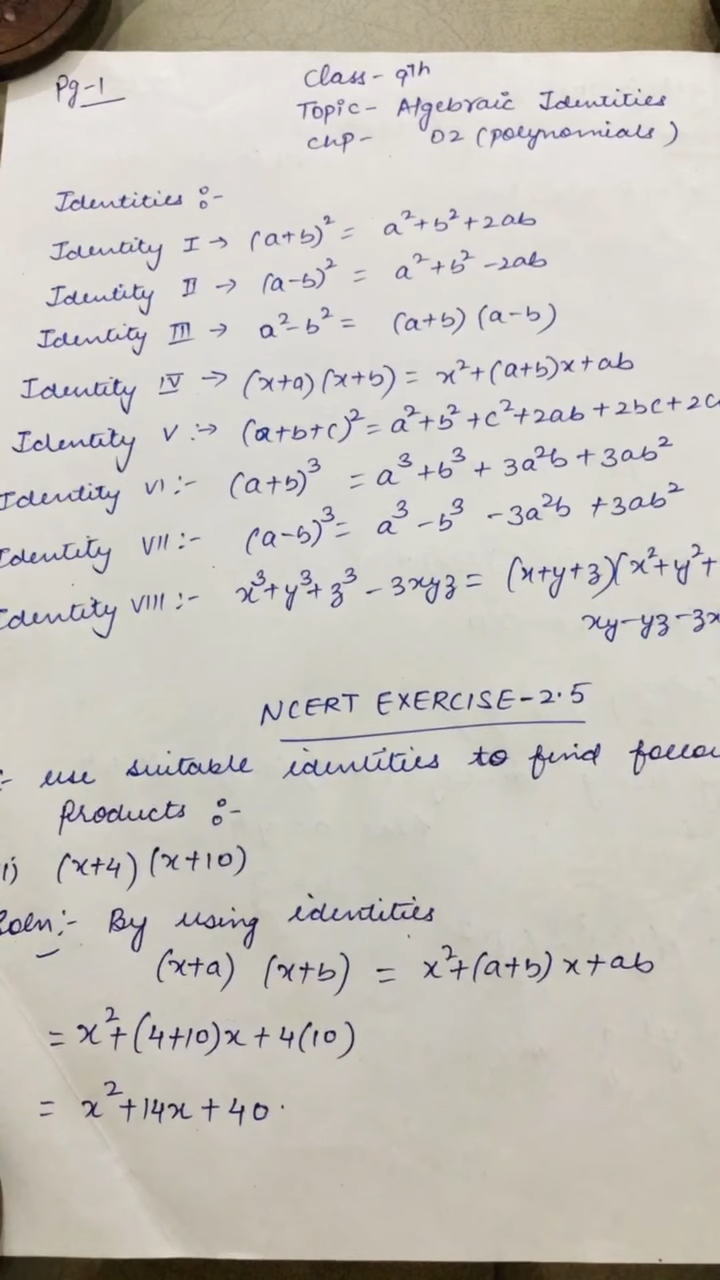 Pg-1
Class- 9th
Topic- Algebraic Identities
Chp- 02 (polynomials)
Identities :-
Identity I → (a+b)² = a²+b²+2ab
Identity II → (a-b)² = a²+b²-2ab
Identity III → a²-b² = (a+b) (a-b)
Identity IV → (x+a) (x+b) = x²+(a+b)x+ab
Identity V :→ (a+b+c)² = a²+b²+c²+2ab+2bc+2c
Identity VI :- (a+b)³ = a³+b³+3a²b+3ab²
Identity VII :- (a-b)³ = a³-b³-3a²b+3ab²
Identity VIII :- x³+y³+z³-3xyz = (x+y+z)(x²+y²+
xy-yz-zx
NCERT EXERCISE-2.5
:- use suitable identities to find follow
Products :-
i) (x+4) (x+10)
Soln:- By using identities
(x+a) (x+b) = x²+(a+b) x+ab
= x²+(4+10)x+4(10)
= x²+14x+40.